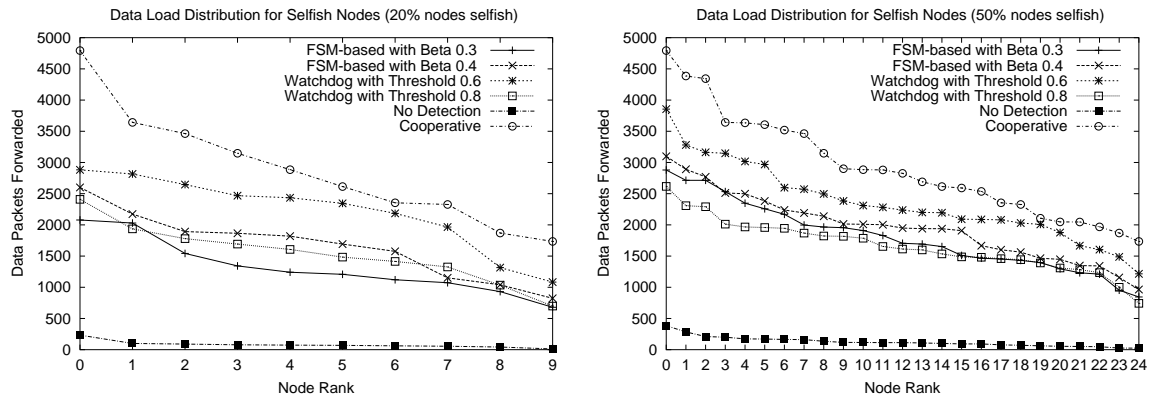 Data Load Distribution for Selfish Nodes (20% nodes selfish)
Data Packets Forwarded
5000
4500
4000
3500
3000
2500
2000
1500
1000
500
0
FSM-based with Beta 0.3
FSM-based with Beta 0.4
Watchdog with Threshold 0.6
Watchdog with Threshold 0.8
No Detection
Cooperative
0 1 2 3 4 5 6 7 8 9
Node Rank
Data Load Distribution for Selfish Nodes (50% nodes selfish)
Data Packets Forwarded
5000
4500
4000
3500
3000
2500
2000
1500
1000
500
0
FSM-based with Beta 0.3
FSM-based with Beta 0.4
Watchdog with Threshold 0.6
Watchdog with Threshold 0.8
No Detection
Cooperative
0 1 2 3 4 5 6 7 8 9 10 11 12 13 14 15 16 17 18 19 20 21 22 23 24
Node Rank